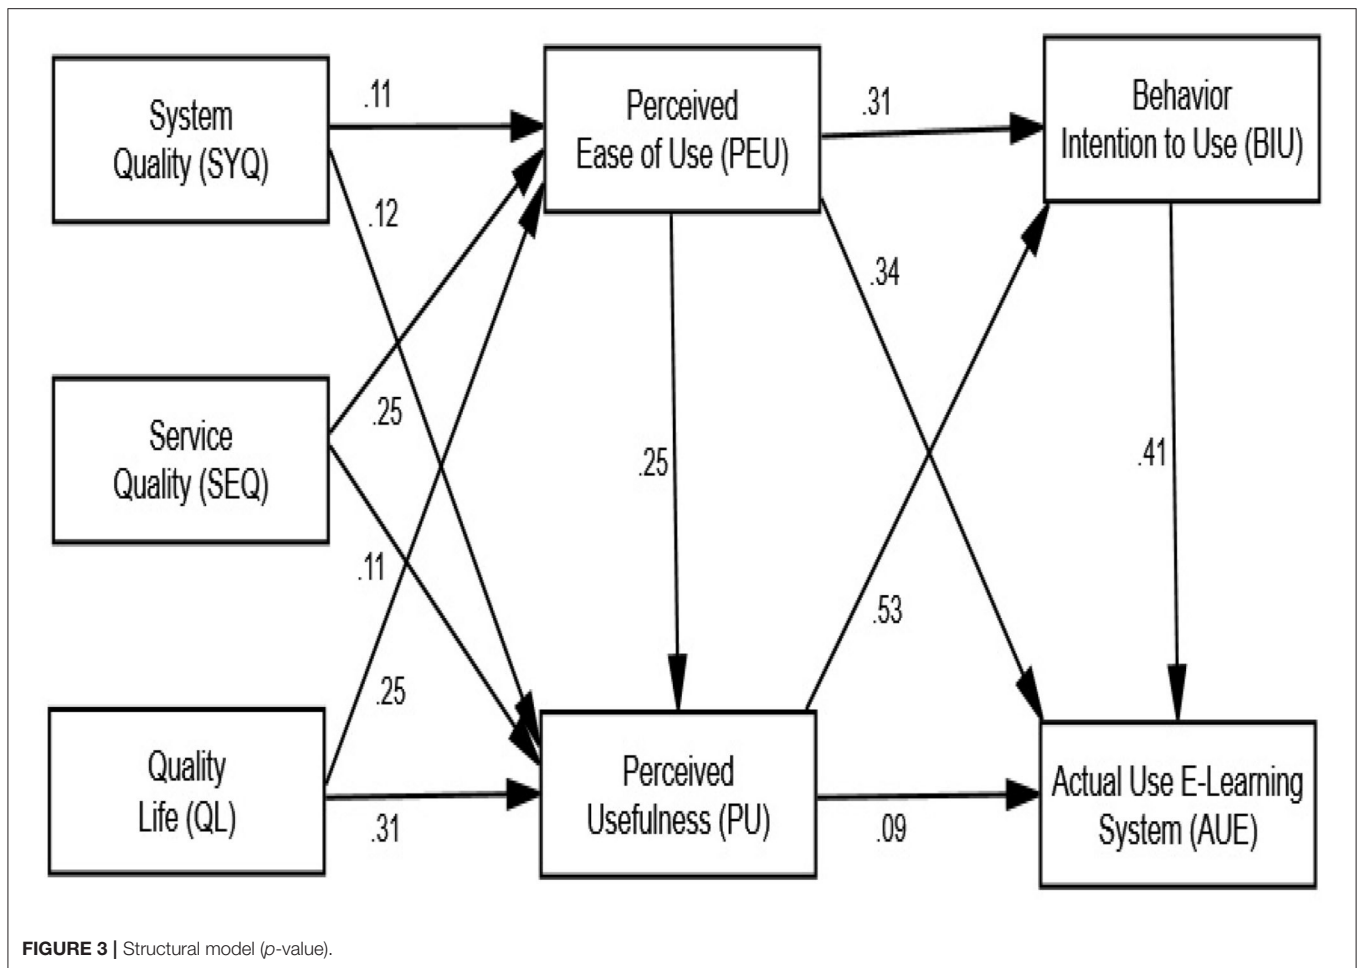 System
Quality (SYQ)
.11
Perceived
Ease of Use (PEU)
.31
Behavior
Intention to Use (BIU)
.12
.34
Service
Quality (SEQ)
.25
.25
.41
.11
.53
.25
Quality
Life (QL)
.31
Perceived
Usefulness (PU)
.09
Actual Use E-Learning
System (AUE)
FIGURE 3 | Structural model (p-value).